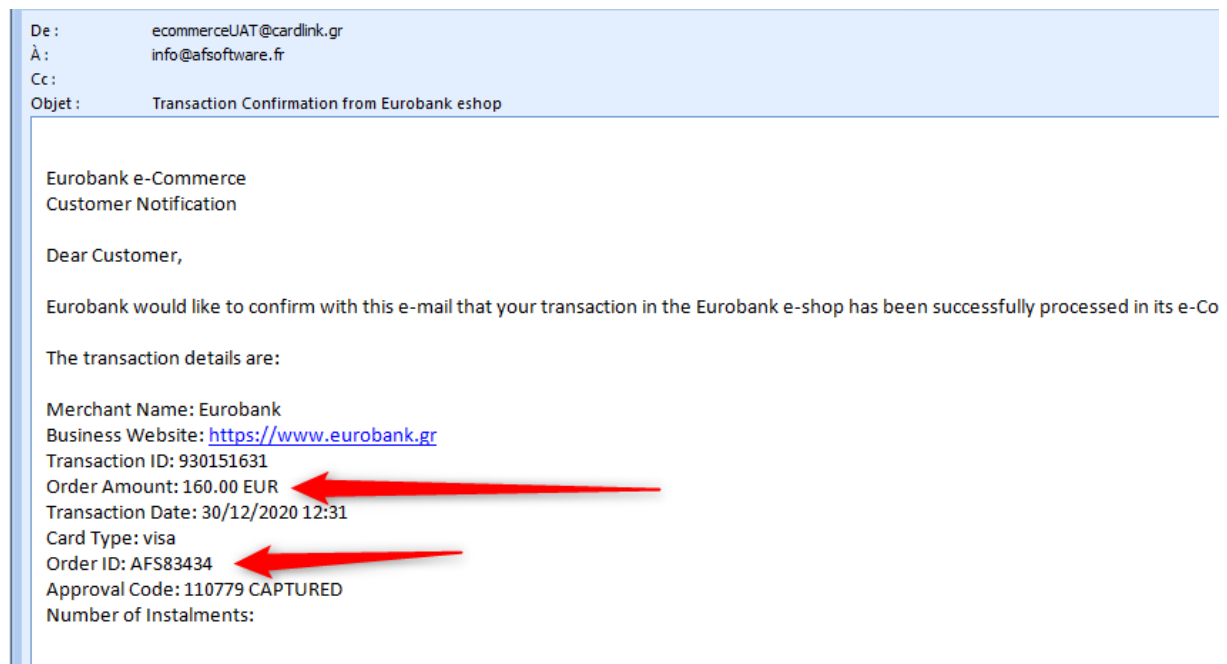 De : ecommerceUAT@cardlink.gr
À : info@afsoftware.fr
Cc :
Objet : Transaction Confirmation from Eurobank eshop
Eurobank e-Commerce
Customer Notification
Dear Customer,
Eurobank would like to confirm with this e-mail that your transaction in the Eurobank e-shop has been successfully processed in its e-Co
The transaction details are:
Merchant Name: Eurobank
Business Website: https://www.eurobank.gr
Transaction ID: 930151631
Order Amount: 160.00 EUR
Transaction Date: 30/12/2020 12:31
Card Type: visa
Order ID: AFS83434
Approval Code: 110779 CAPTURED
Number of Instalments: